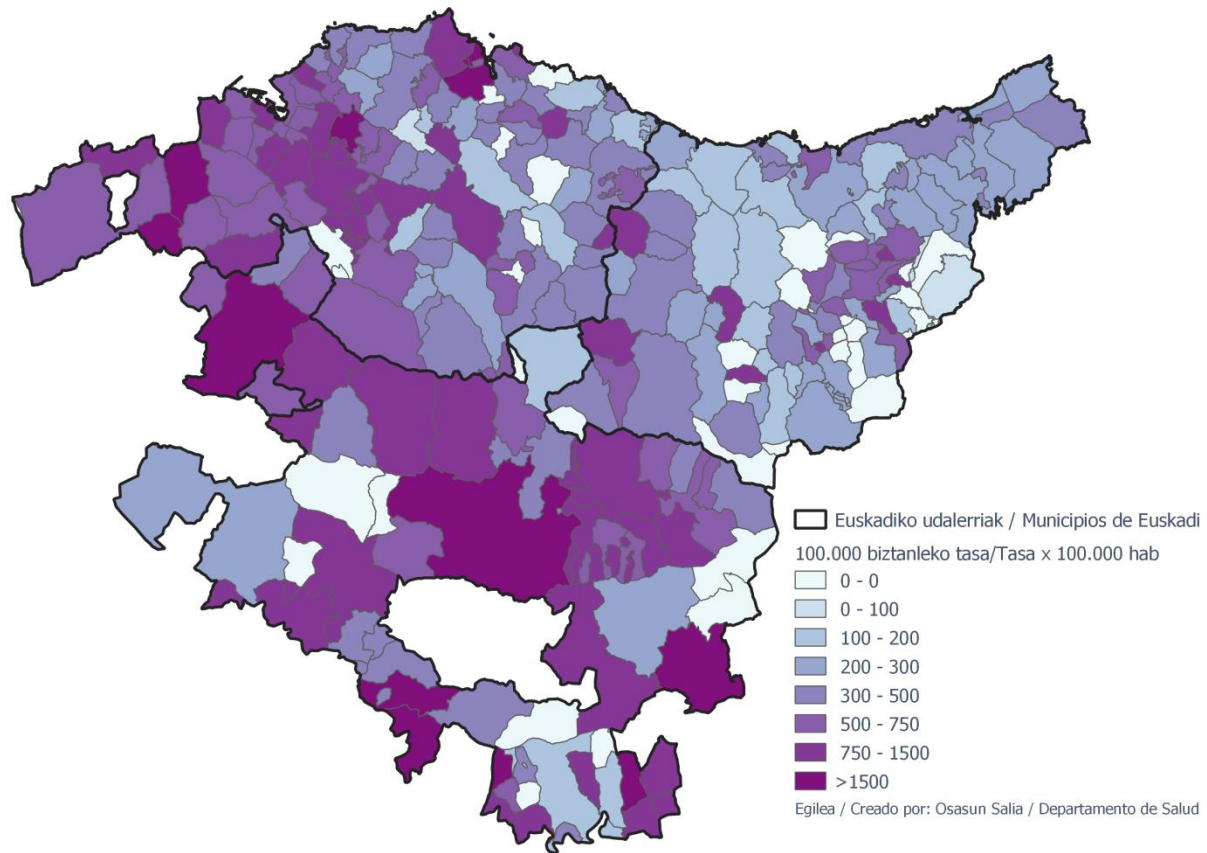 Euskadiko udalerriak / Municipios de Euskadi
100.000 biztanleko tasa/Tasa x 100.000 hab
0 - 0
0 - 100
100 - 200
200 - 300
300 - 500
500 - 750
750 - 1500
>1500
Egilea / Creado por: Osasun Salia / Departamento de Salud